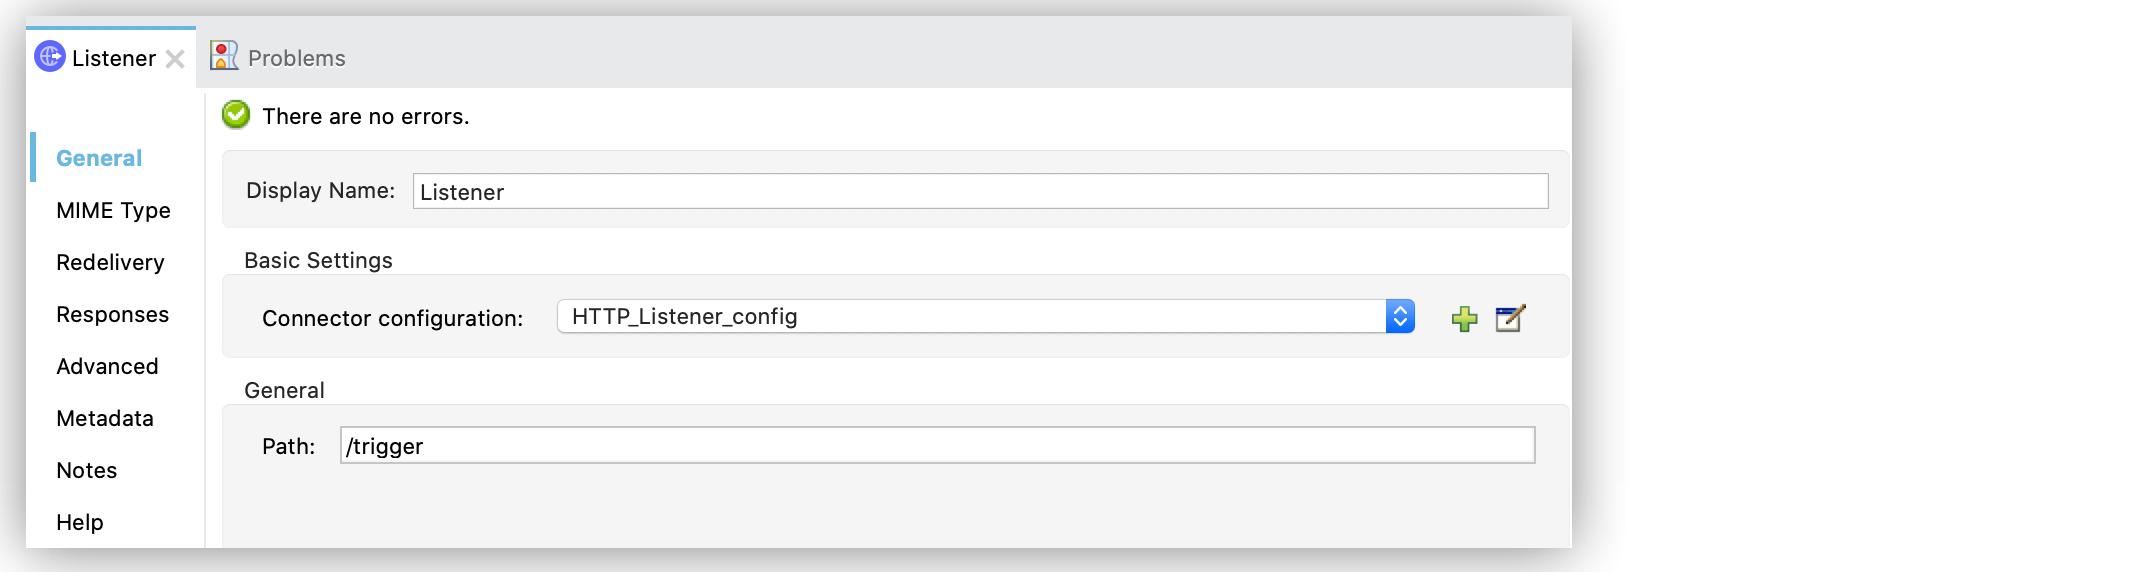 Listener
Problems
There are no errors.
General
MIME Type
Redelivery
Responses
Advanced
Metadata
Notes
Help
Display Name: Listener
Basic Settings
Connector configuration: HTTP_Listener_config
General
Path: /trigger